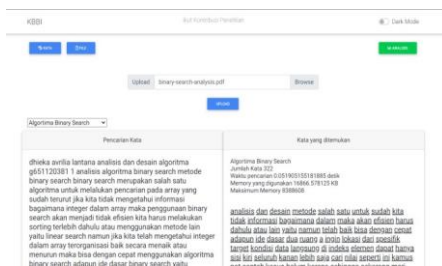 KBBI
Dark Mode
Upload
binary-search-analysis.pdf
Browse
Algoritma Binary Search
Pencarian Kata
Kata yang ditemukan
dhieka avrilia lantana analisis dan desain algoritma
g651120381 1 analisis algoritma binary search metode
binary search binary search merupakan salah satu
algoritma untuk melalukan pencarian pada array yang
sudah terurut jika kita tidak mengetahui informasi
bagaimana integer dalam array maka penggunaan binary
search akan menjadi tidak efisien kita harus melakukan
sorting terlebih dahulu atau menggunakan metode lain
yaitu linear search namun jika kita telah mengetahui integer
dalam array terorganisasi baik secara menaik atau
menurun maka bisa dengan cepat menggunakan algoritma
binary search adapun ide dasar binary search yaitu
Algoritma Binary Search
Jumlah Kata 322
Waktu pencarian 0.051905155181885 detik
Memory yang digunakan 16866.578125 KB
Maksimum Memory 8388608
analisis dan desain metode salah satu untuk sudah kita
tidak informasi bagaimana dalam maka akan efisien harus
dahulu atau lain yaitu namun telah baik bisa dengan cepat
adapun ide dasar dua ruang a ingin lokasi dari spesifik
target kondisi data langsung di indeks elemen dapat hanya
sisi kiri seluruh kanan lebih saja cari nilai seperti ini kamus